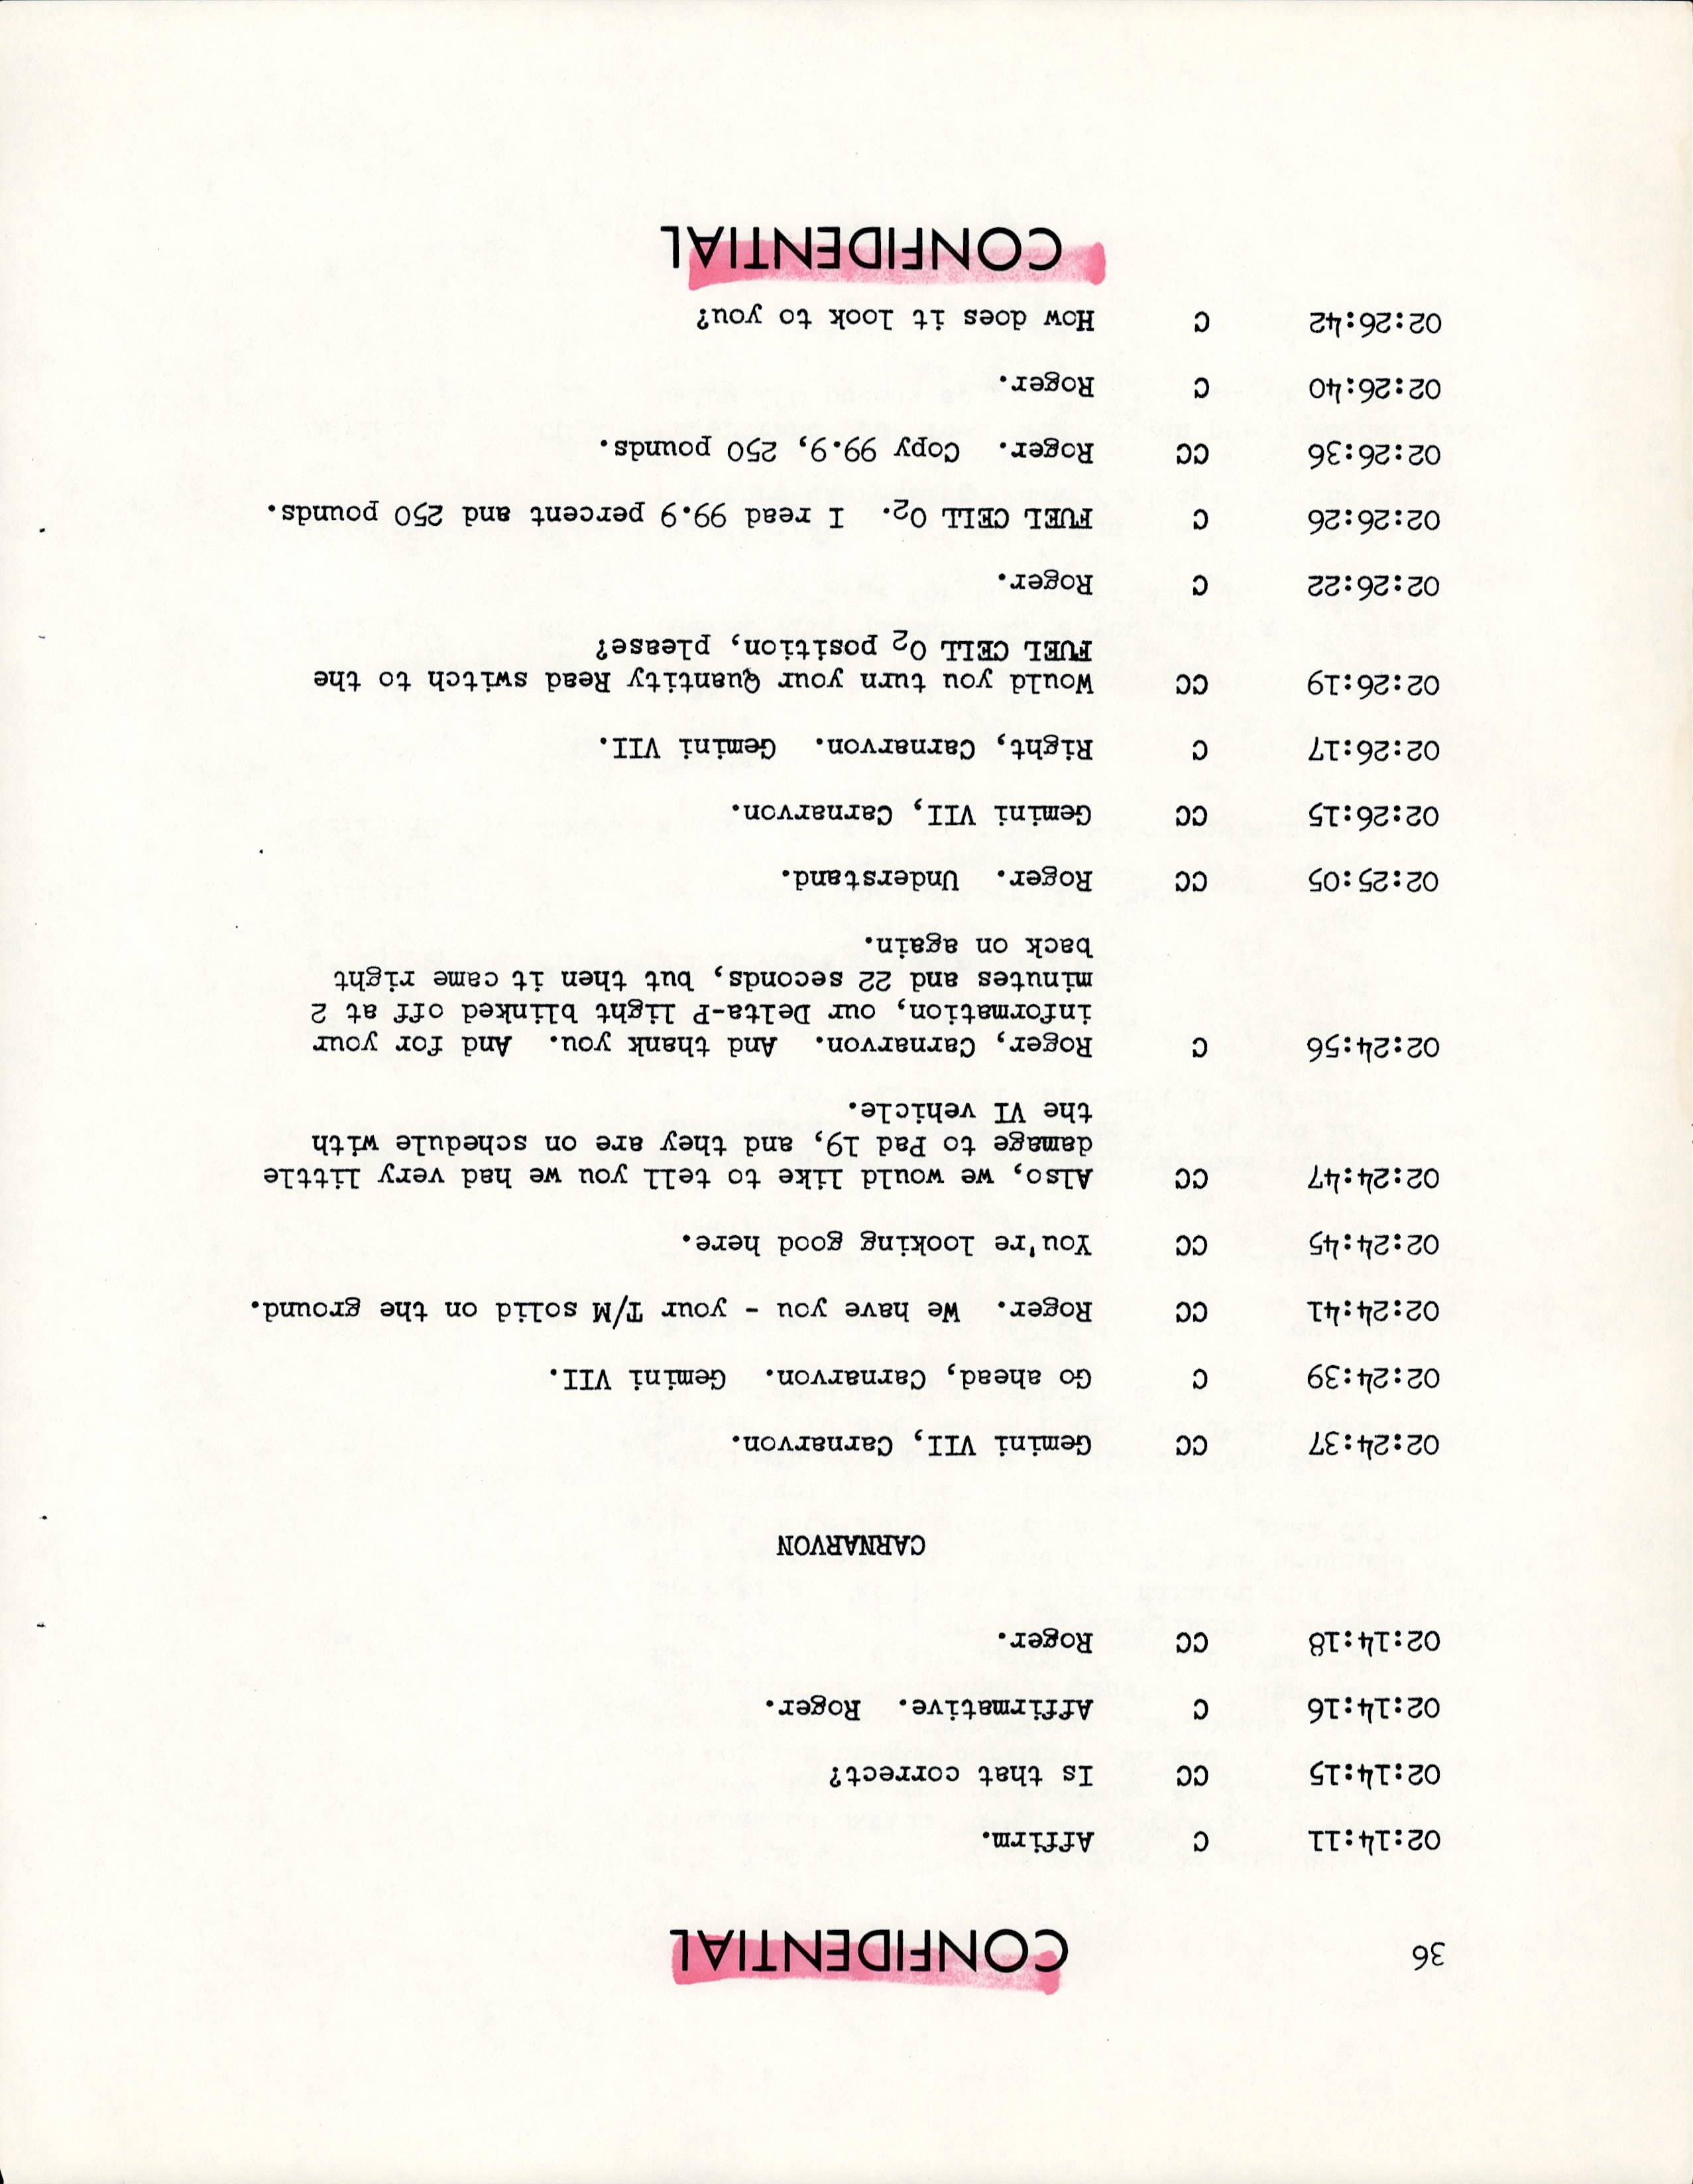 36
CONFIDENTIAL
02:14:11 C Affirm.
02:14:15 CC Is that correct?
02:14:16 C Affirmative. Roger.
02:14:18 CC Roger.
CARNARVON
02:24:37 CC Gemini VII, Carnarvon.
02:24:39 C Go ahead, Carnarvon. Gemini VII.
02:24:41 CC Roger. We have you - your T/M solid on the ground.
02:24:45 CC You're looking good here.
02:24:47 CC Also, we would like to tell you we had very little
damage to Pad 19, and they are on schedule with
the VI vehicle.
02:24:56 C Roger, Carnarvon. And thank you. And for your
information, our Delta-P light blinked off at 2
minutes and 22 seconds, but then it came right
back on again.
02:25:05 CC Roger. Understand.
02:26:15 CC Gemini VII, Carnarvon.
02:26:17 C Right, Carnarvon. Gemini VII.
02:26:19 CC Would you turn your Quantity Read switch to the
FUEL CELL O₂ position, please?
02:26:22 C Roger.
02:26:26 C FUEL CELL O₂. I read 99.9 percent and 250 pounds.
02:26:36 CC Roger. Copy 99.9, 250 pounds.
02:26:40 C Roger.
02:26:42 C How does it look to you?
CONFIDENTIAL